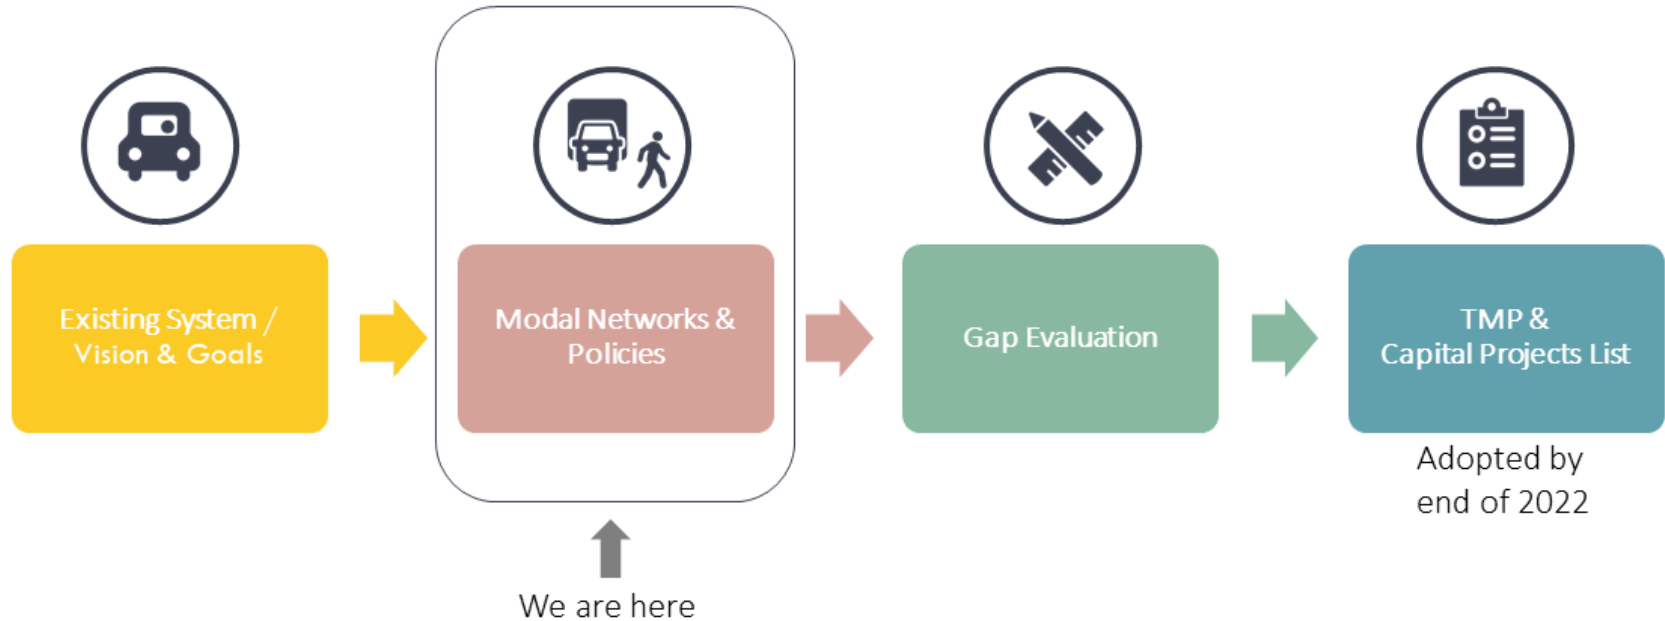 Existing System /
Vision & Goals
Modal Networks &
Policies
Gap Evaluation
TMP &
Capital Projects List
Adopted by
end of 2022
We are here